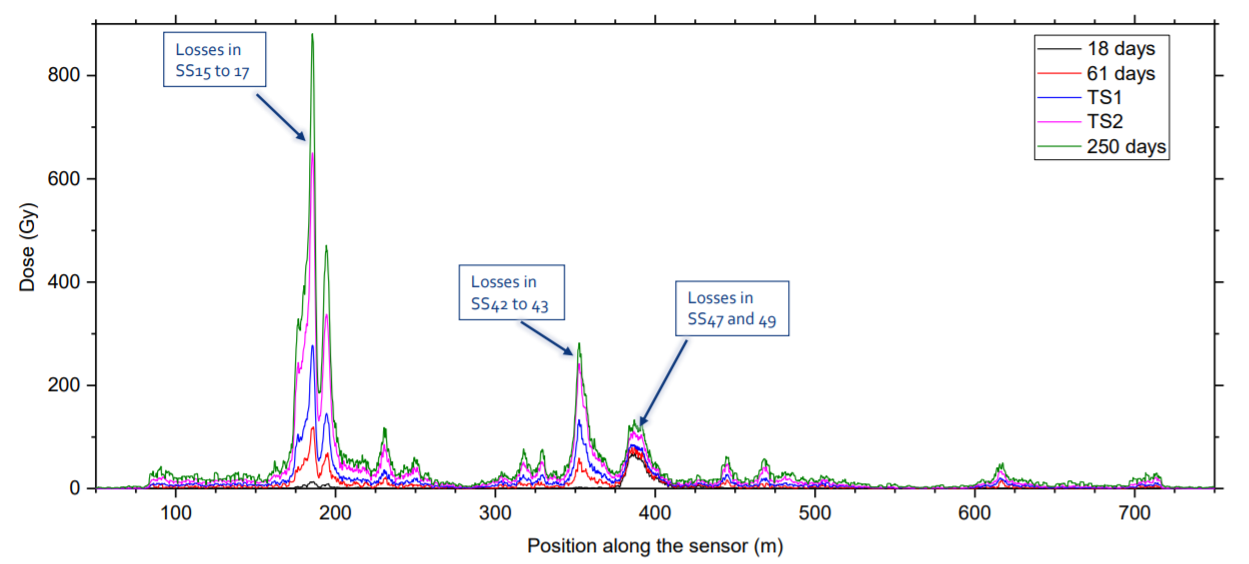 Losses in
SS15 to 17
18 days
61 days
TS1
TS2
250 days
Losses in
SS42 to 43
Losses in
SS47 and 49
Dose (Gy)
800
600
400
200
0
100
200
300
400
500
600
700
Position along the sensor (m)